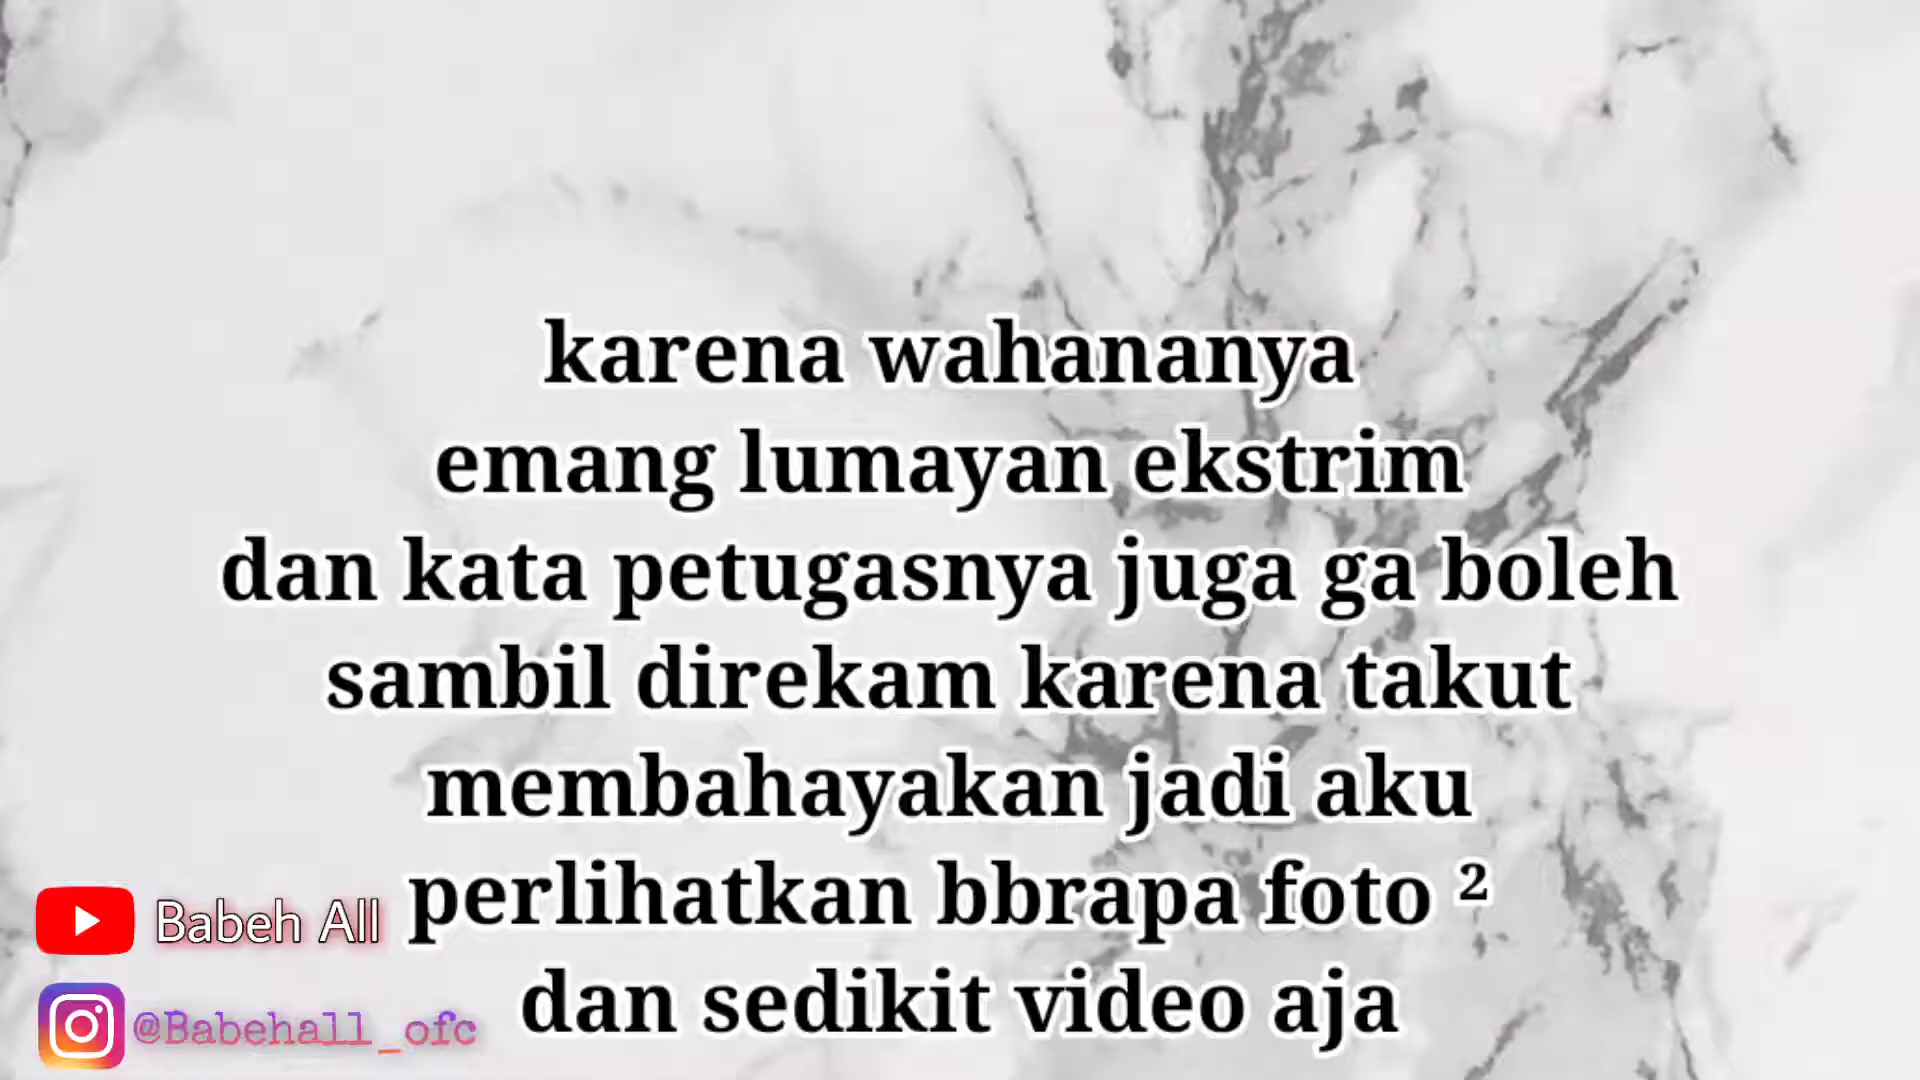 karena wahananya
emang lumayan ekstrim
dan kata petugasnya juga ga boleh
sambil direkam karena takut
membahayakan jadi aku
perlihatkan bbrapa foto ²
dan sedikit video aja
Babeh All
@Babehall_ofc